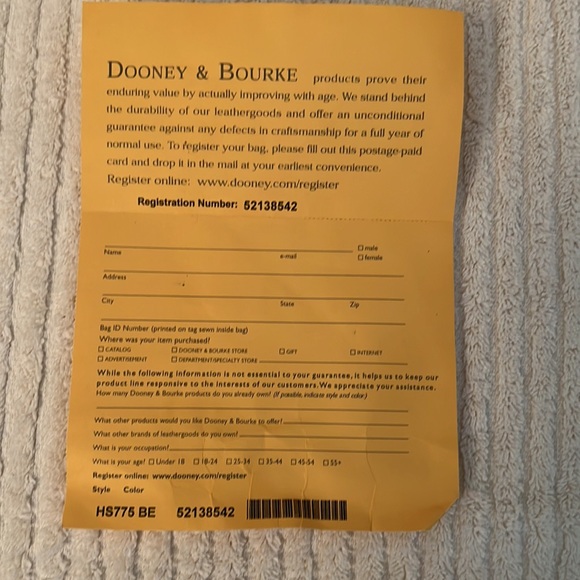 DOONEY & BOURKE products prove their
enduring value by actually improving with age. We stand behind
the durability of our leathergoods and offer an unconditional
guarantee against any defects in craftsmanship for a full year of
normal use. To register your bag, please fill out this postage-paid
card and drop it in the mail at your earliest convenience.
Register online: www.dooney.com/register
Registration Number: 52138542
☐ male
Name e-mail ☐ female
Address
City State Zip
Bag ID Number (printed on tag sewn inside bag)
Where was your item purchased?
☐ CATALOG ☐ DOONEY & BOURKE STORE ☐ GIFT ☐ INTERNET
☐ ADVERTISEMENT ☐ DEPARTMENT/SPECIALTY STORE
While the following information is not essential to your guarantee, it helps us to keep our
product line responsive to the interests of our customers. We appreciate your assistance.
How many Dooney & Bourke products do you already own? (If possible, indicate style and color)
What other products would you like Dooney & Bourke to offer?
What other brands of leathergoods do you own?
What is your occupation?
What is your age? ☐ Under 18 ☐ 18-24 ☐ 25-34 ☐ 35-44 ☐ 45-54 ☐ 55+
Register online: www.dooney.com/register
Style Color
HS775 BE 52138542